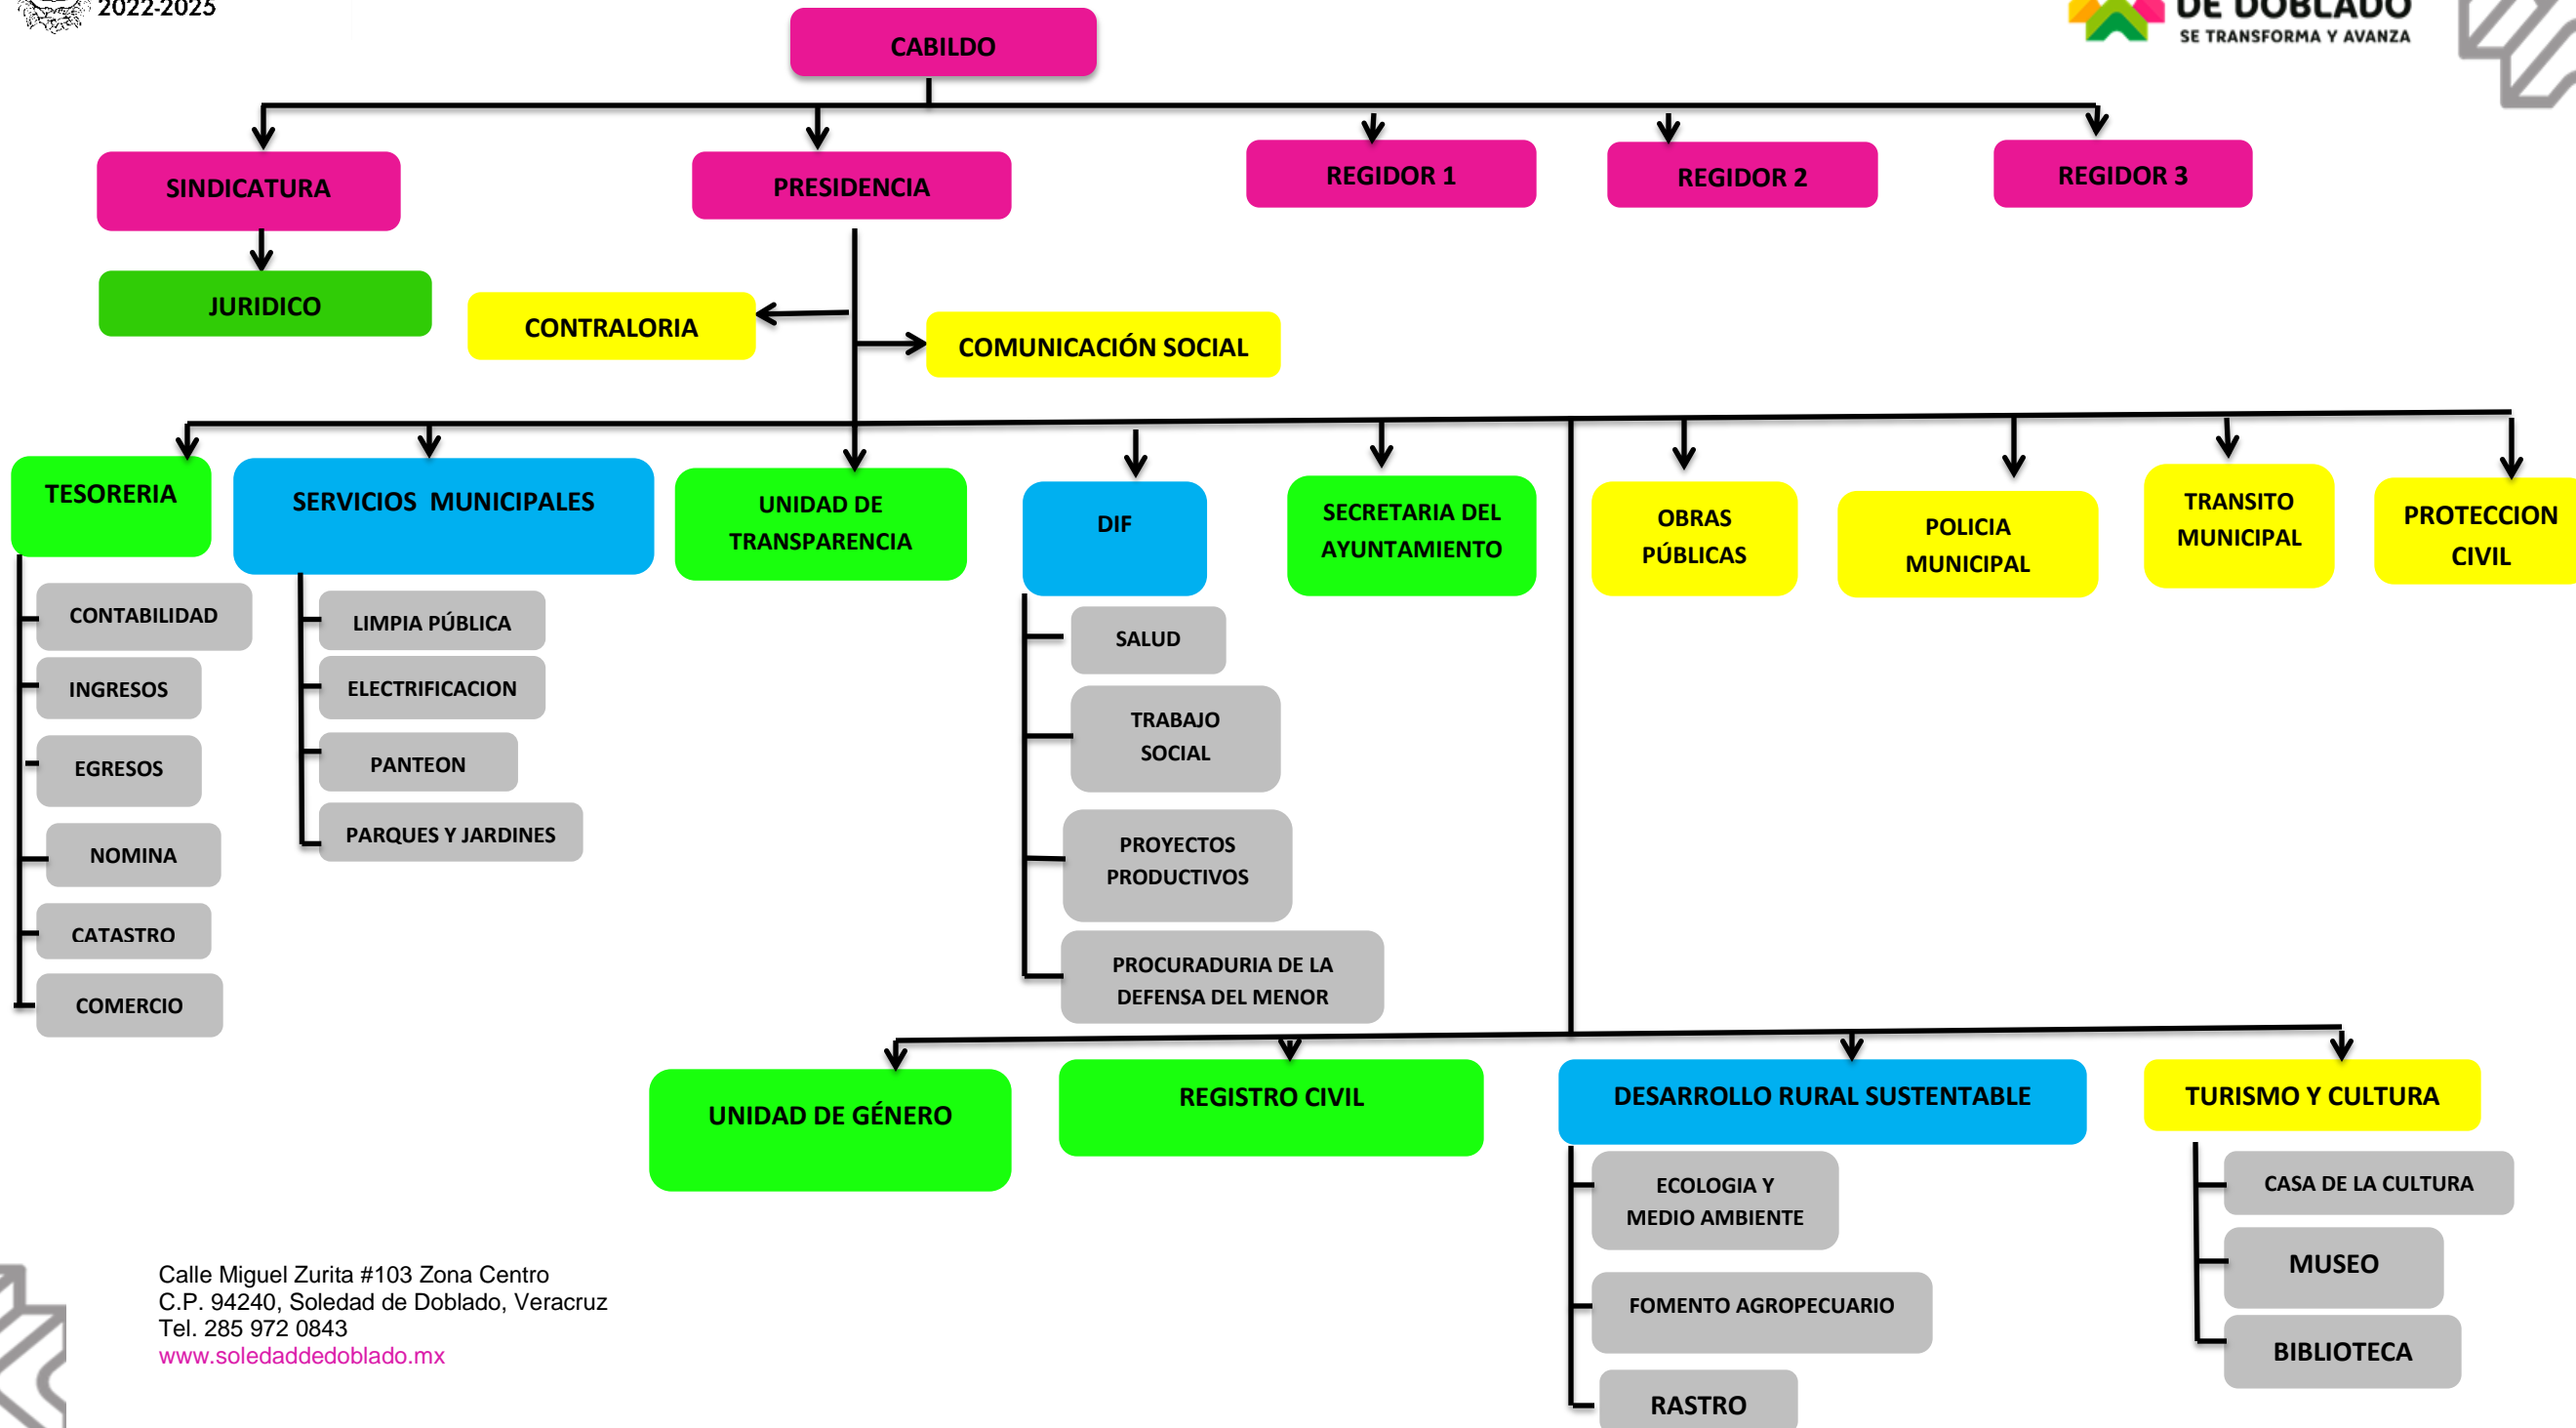 2022-2025
DE DOBLADO
SE TRANSFORMA Y AVANZA
CABILDO
SINDICATURA
PRESIDENCIA
REGIDOR 1
REGIDOR 2
REGIDOR 3
JURIDICO
CONTRALORIA
COMUNICACIÓN SOCIAL
TESORERIA
SERVICIOS MUNICIPALES
UNIDAD DE
TRANSPARENCIA
DIF
SECRETARIA DEL
AYUNTAMIENTO
OBRAS
PÚBLICAS
POLICIA
MUNICIPAL
TRANSITO
MUNICIPAL
PROTECCION
CIVIL
CONTABILIDAD
INGRESOS
EGRESOS
NOMINA
CATASTRO
COMERCIO
LIMPIA PÚBLICA
ELECTRIFICACION
PANTEON
PARQUES Y JARDINES
SALUD
TRABAJO
SOCIAL
PROYECTOS
PRODUCTIVOS
PROCURADURIA DE LA
DEFENSA DEL MENOR
UNIDAD DE GÉNERO
REGISTRO CIVIL
DESARROLLO RURAL SUSTENTABLE
TURISMO Y CULTURA
ECOLOGIA Y
MEDIO AMBIENTE
FOMENTO AGROPECUARIO
RASTRO
CASA DE LA CULTURA
MUSEO
BIBLIOTECA
Calle Miguel Zurita #103 Zona Centro
C.P. 94240, Soledad de Doblado, Veracruz
Tel. 285 972 0843
www.soledaddedoblado.mx